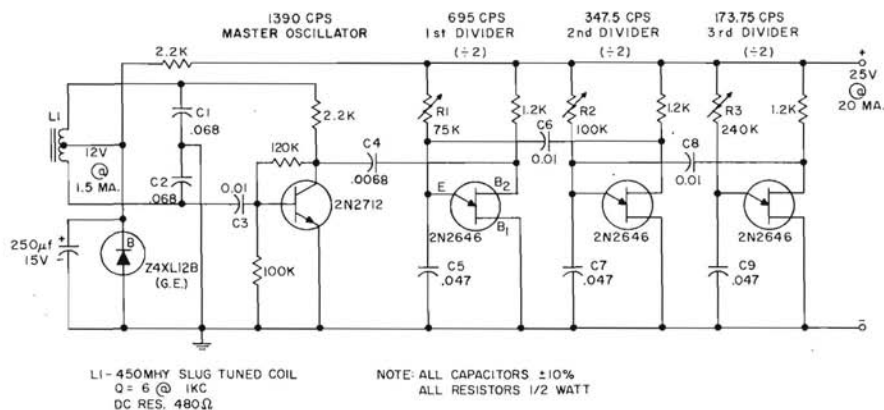 1390 CPS
MASTER OSCILLATOR
695 CPS
1st DIVIDER
(÷2)
347.5 CPS
2nd DIVIDER
(÷2)
173.75 CPS
3rd DIVIDER
(÷2)
2.2K
+
25V
@
20 MA.
L1
C1
.068
2.2K
R1
75K
1.2K
R2
100K
1.2K
R3
240K
1.2K
12V
@
1.5 MA.
C2
.068
120K
C4
.0068
C6
0.01
C8
0.01
0.01
C3
2N2712
E
B2
B1
2N2646
2N2646
2N2646
250µf
15V
+
-
B
Z4XL12B
(G.E.)
100K
C5
.047
C7
.047
C9
.047
-
L1-450MHY SLUG TUNED COIL
Q = 6 @ 1KC
DC RES. 480Ω
NOTE: ALL CAPACITORS ±10%
ALL RESISTORS 1/2 WATT